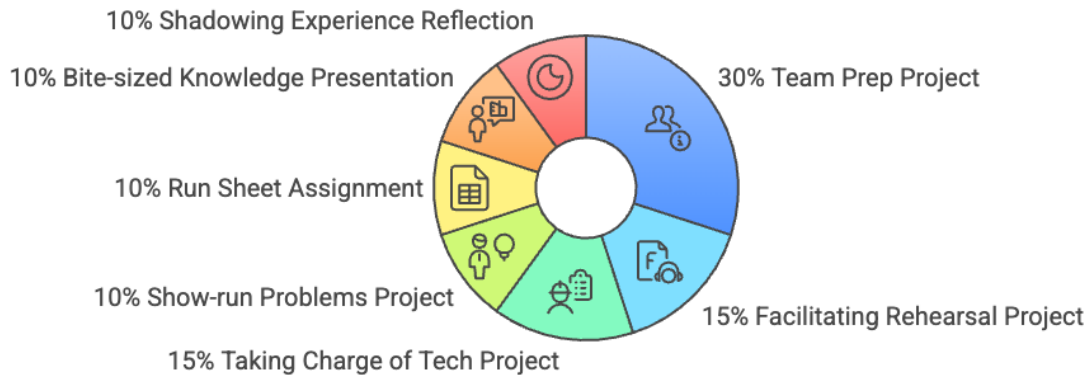 10% Shadowing Experience Reflection
10% Bite-sized Knowledge Presentation
30% Team Prep Project
10% Run Sheet Assignment
10% Show-run Problems Project
15% Facilitating Rehearsal Project
15% Taking Charge of Tech Project
F
i